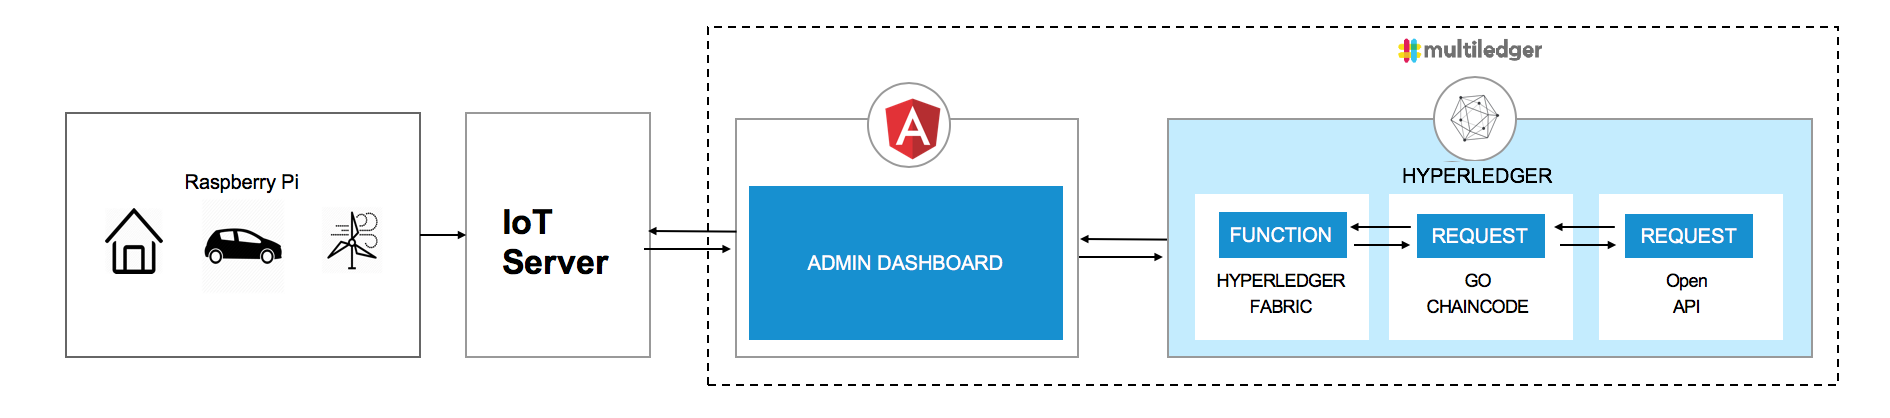 multiledger
Raspberry Pi
IoT
Server
A
ADMIN DASHBOARD
HYPERLEDGER
FUNCTION
HYPERLEDGER
FABRIC
REQUEST
GO
CHAINCODE
REQUEST
Open
API